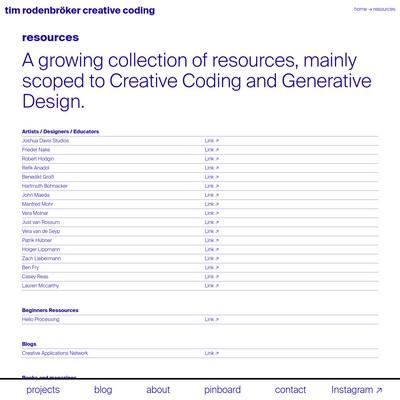 tim rodenbröker creative coding
home → resources
resources
A growing collection of resources, mainly
scoped to Creative Coding and Generative
Design.
Artists / Designers / Educators
Joshua Davis Studios Link ↗
Frieder Nake Link ↗
Robert Hodgin Link ↗
Refik Anadol Link ↗
Benedikt Groß Link ↗
Hartmuth Bohnacker Link ↗
John Maeda Link ↗
Manfred Mohr Link ↗
Vera Molnar Link ↗
Just van Rossum Link ↗
Vera van de Seyp Link ↗
Patrik Hübner Link ↗
Holger Lippmann Link ↗
Zach Liebermann Link ↗
Ben Fry Link ↗
Casey Reas Link ↗
Lauren Mccarthy Link ↗
Beginners Ressources
Hello Processing Link ↗
Blogs
Creative Applications Network Link ↗
Books and magazines
projects blog about pinboard contact Instagram ↗